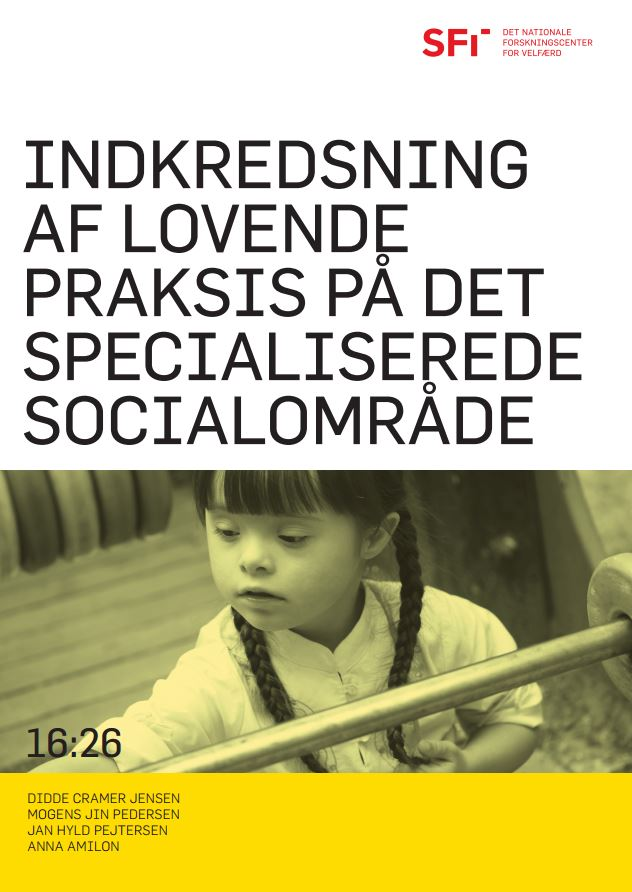 SFI DET NATIONALE
FORSKNINGSCENTER
FOR VELFÆRD
INDKREDSNING
AF LOVENDE
PRAKSIS PÅ DET
SPECIALISEREDE
SOCIALOMRÅDE
16:26
DIDDE CRAMER JENSEN
MOGENS JIN PEDERSEN
JAN HYLD PEJTERSEN
ANNA AMILON